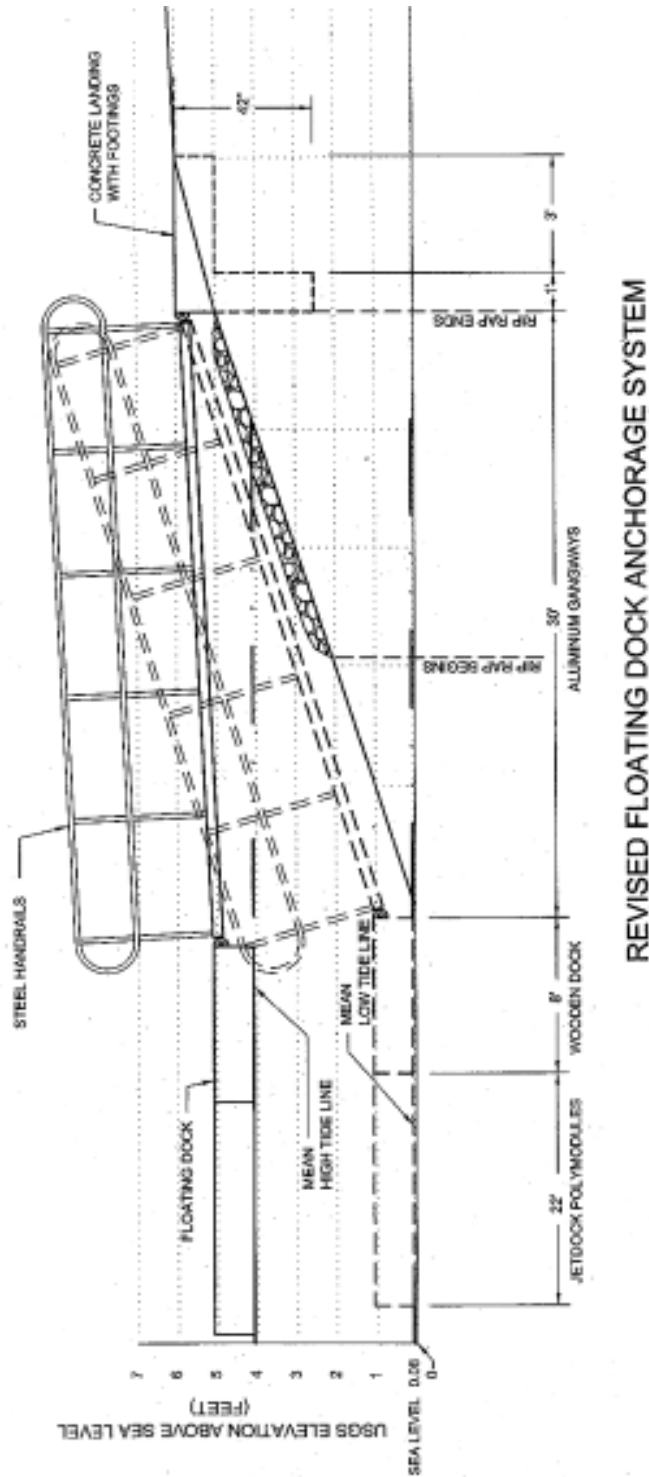 STEEL HANDRAILS
CONCRETE LANDING
WITH FOOTINGS
FLOATING DOCK
MEAN
HIGH TIDE LINE
MEAN
LOW TIDE LINE
42"
7
6
5
4
3
2
1
0.06
0
USGS ELEVATION ABOVE SEA LEVEL
(FEET)
SEA LEVEL
RIP RAP BEGINS
RIP RAP ENDS
22'
8'
30'
1'
3'
JETDOCK POLYMODULES
WOODEN DOCK
ALUMINUM GANGWAYS
REVISED FLOATING DOCK ANCHORAGE SYSTEM